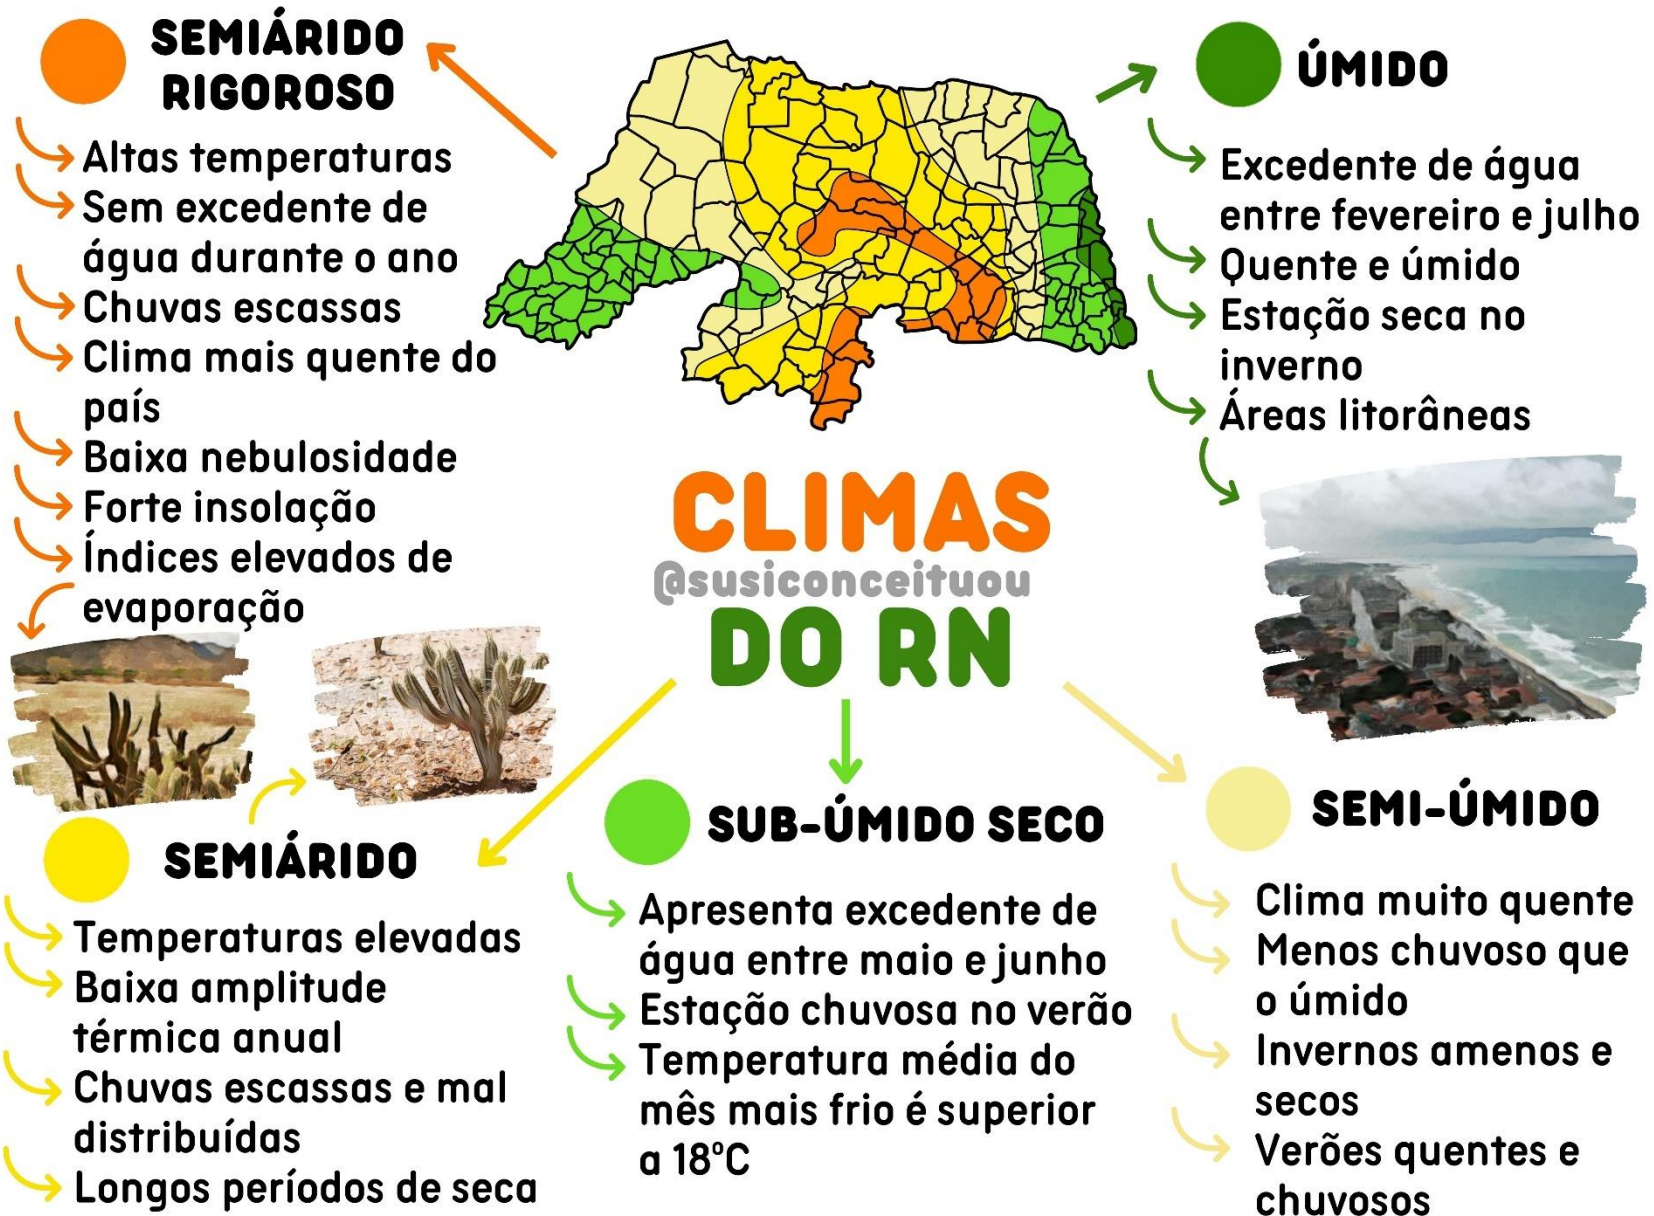 SEMIÁRIDO
RIGOROSO
Altas temperaturas
Sem excedente de
água durante o ano
Chuvas escassas
Clima mais quente do
país
Baixa nebulosidade
Forte insolação
Índices elevados de
evaporação
ÚMIDO
Excedente de água
entre fevereiro e julho
Quente e úmido
Estação seca no
inverno
Áreas litorâneas
CLIMAS
@susiconceituou
DO RN
SEMIÁRIDO
Temperaturas elevadas
Baixa amplitude
térmica anual
Chuvas escassas e mal
distribuídas
Longos períodos de seca
SUB-ÚMIDO SECO
Apresenta excedente de
água entre maio e junho
Estação chuvosa no verão
Temperatura média do
mês mais frio é superior
a 18ºC
SEMI-ÚMIDO
Clima muito quente
Menos chuvoso que
o úmido
Invernos amenos e
secos
Verões quentes e
chuvosos